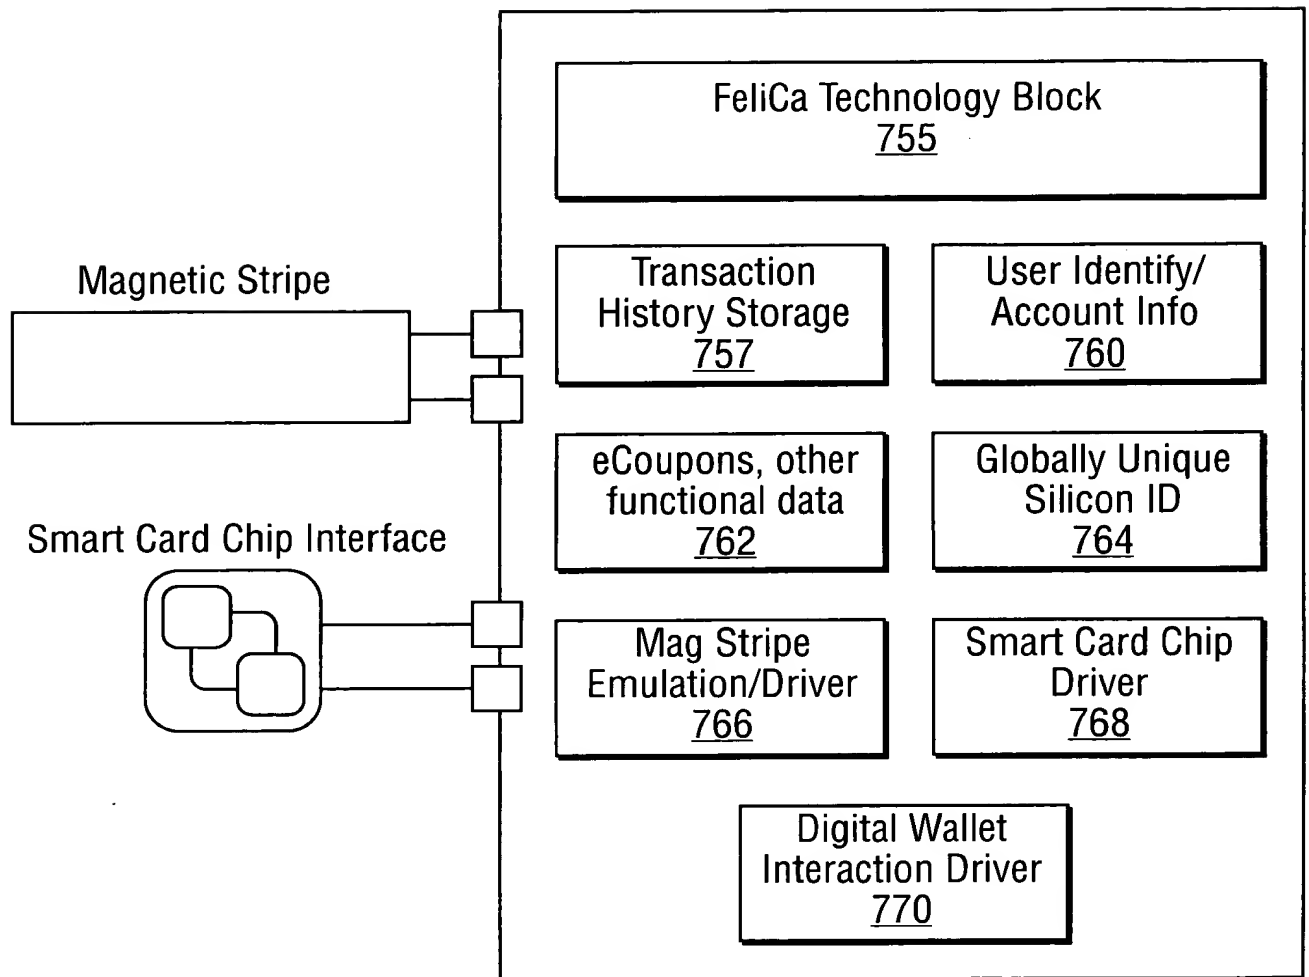 FeliCa Technology Block
755
Magnetic Stripe
Transaction
History Storage
757
User Identify/
Account Info
760
eCoupons, other
functional data
762
Globally Unique
Silicon ID
764
Smart Card Chip Interface
Mag Stripe
Emulation/Driver
766
Smart Card Chip
Driver
768
Digital Wallet
Interaction Driver
770